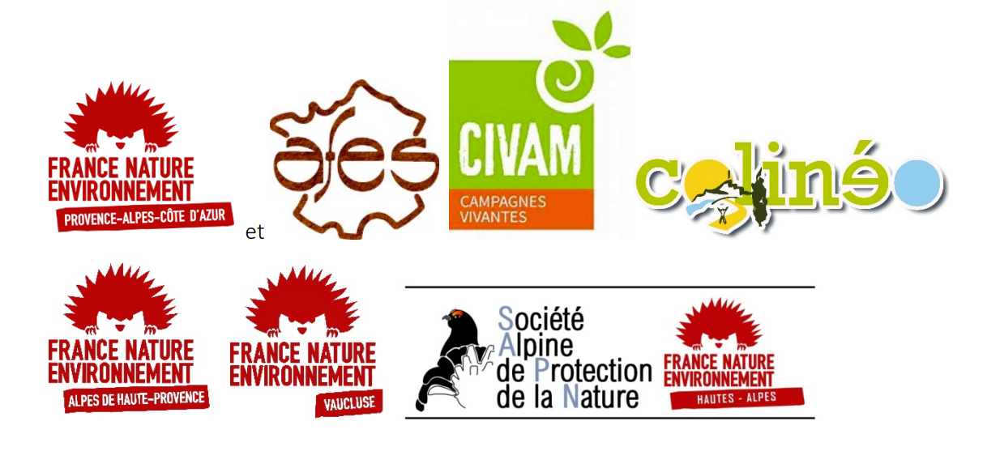 FRANCE NATURE
ENVIRONNEMENT
PROVENCE-ALPES-CÔTE D'AZUR
et
afes
CIVAM
CAMPAGNES
VIVANTES
colinéo
FRANCE NATURE
ENVIRONNEMENT
ALPES DE HAUTE-PROVENCE
FRANCE NATURE
ENVIRONNEMENT
VAUCLUSE
Société
Alpine
de Protection
de la Nature
FRANCE NATURE
ENVIRONNEMENT
HAUTES - ALPES